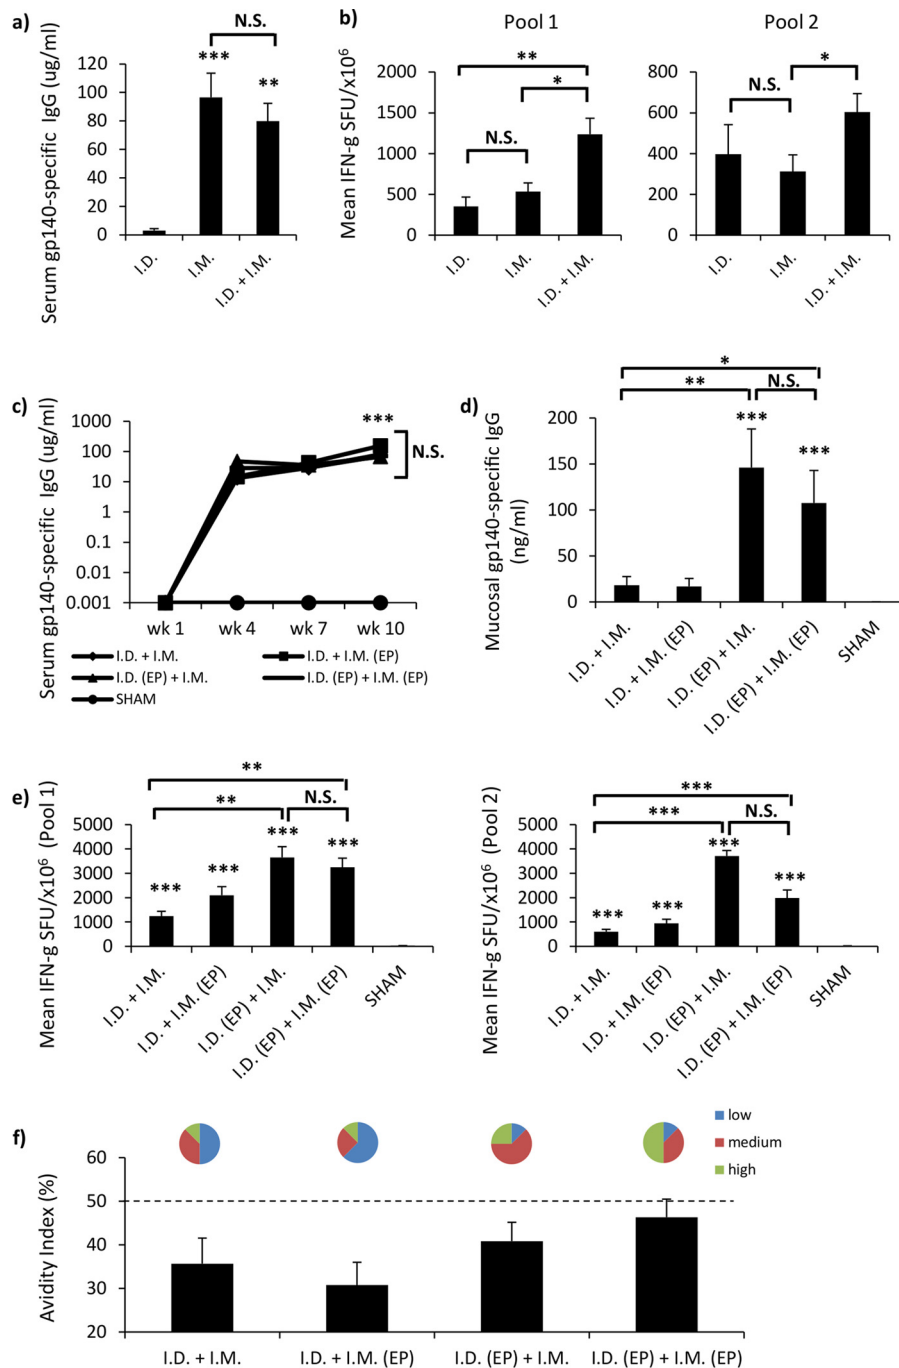 a)
N.S.
***
**
Serum gp140-specific IgG (ug/ml)
120
100
80
60
40
20
0
I.D.
I.M.
I.D. + I.M.
b)
Pool 1
Pool 2
Mean IFN-g SFU/x10⁶
2000
1500
1000
500
0
**
*
N.S.
I.D.
I.M.
I.D. + I.M.
800
600
400
200
0
N.S.
*
I.D.
I.M.
I.D. + I.M.
c)
Serum gp140-specific IgG (ug/ml)
1000
100
10
1
0.1
0.01
0.001
***
N.S.
wk 1 wk 4 wk 7 wk 10
I.D. + I.M. I.D. + I.M. (EP)
I.D. (EP) + I.M. I.D. (EP) + I.M. (EP)
SHAM
d)
Mucosal gp140-specific IgG
(ng/ml)
*
** N.S.
***
***
200
150
100
50
0
I.D. + I.M.
I.D. + I.M. (EP)
I.D. (EP) + I.M.
I.D. (EP) + I.M. (EP)
SHAM
e)
Mean IFN-g SFU/x10⁶ (Pool 1)
**
** N.S.
5000
4000
3000
2000
1000
0
***
***
***
***
I.D. + I.M.
I.D. + I.M. (EP)
I.D. (EP) + I.M.
I.D. (EP) + I.M. (EP)
SHAM
Mean IFN-g SFU/x10⁶ (Pool 2)
***
*** N.S.
5000
4000
3000
2000
1000
0
***
***
***
***
I.D. + I.M.
I.D. + I.M. (EP)
I.D. (EP) + I.M.
I.D. (EP) + I.M. (EP)
SHAM
f)
low
medium
high
Avidity Index (%)
60
50
40
30
20
I.D. + I.M. I.D. + I.M. (EP) I.D. (EP) + I.M. I.D. (EP) + I.M. (EP)